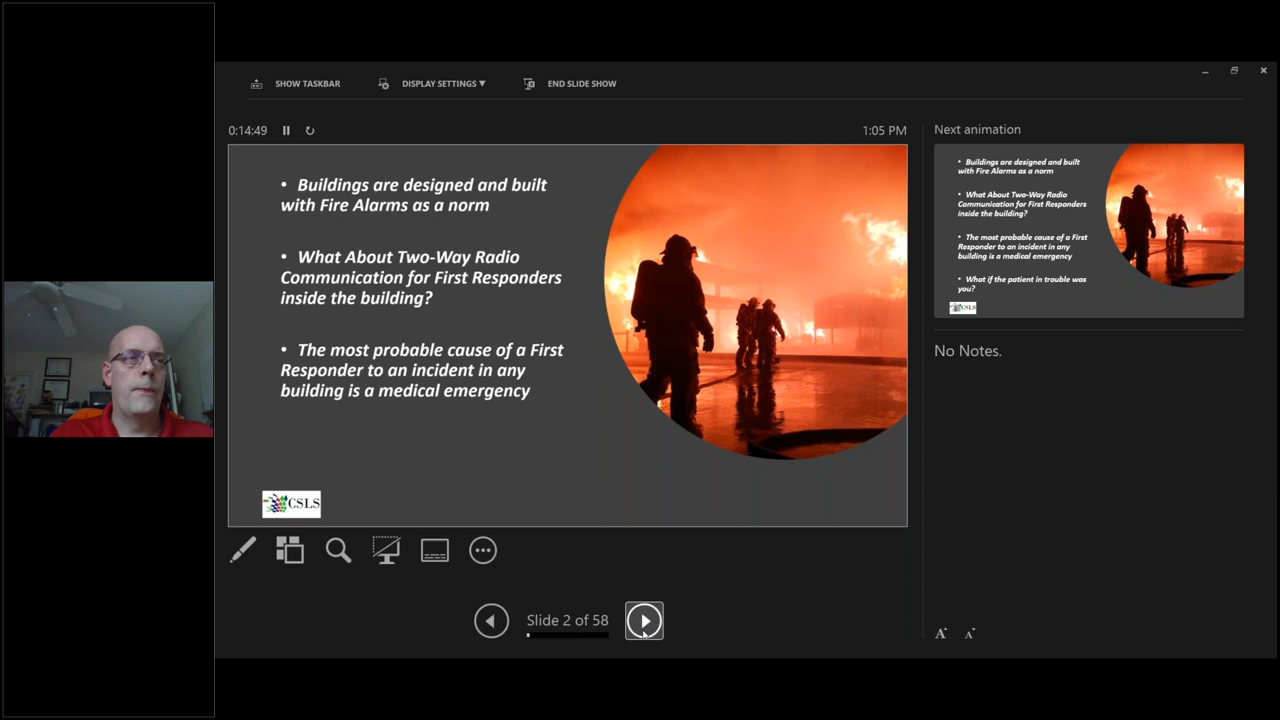 SHOW TASKBAR
DISPLAY SETTINGS ▼
END SLIDE SHOW
0:14:49
1:05 PM
• Buildings are designed and built
with Fire Alarms as a norm
• What About Two-Way Radio
Communication for First Responders
inside the building?
• The most probable cause of a First
Responder to an incident in any
building is a medical emergency
CSLS
Slide 2 of 58
Next animation
• Buildings are designed and built
with Fire Alarms as a norm
• What About Two-Way Radio
Communication for First Responders
inside the building?
• The most probable cause of a First
Responder to an incident in any
building is a medical emergency
• What if the patient in trouble was
you?
CSLS
No Notes.
A A